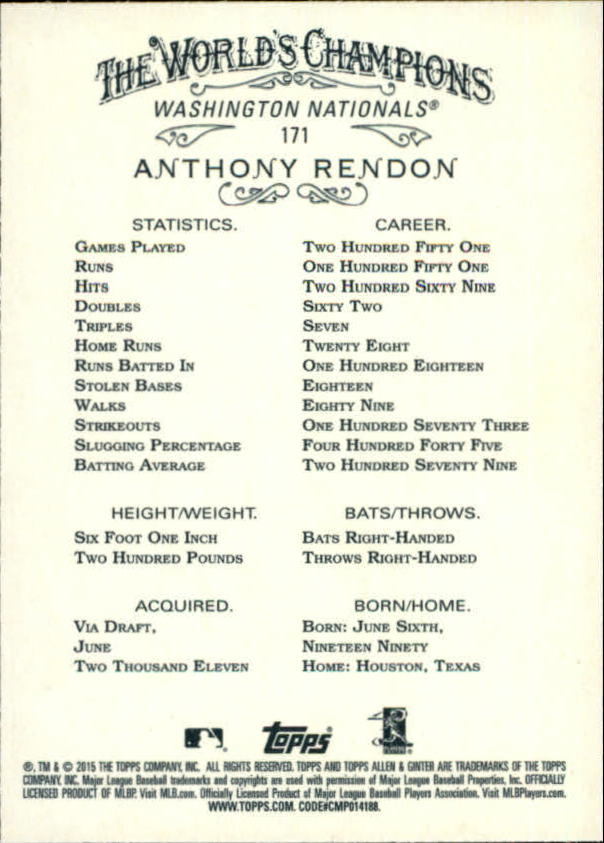 THE WORLD'S CHAMPIONS
WASHINGTON NATIONALS®
171
ANTHONY RENDON
STATISTICS. CAREER.
GAMES PLAYED TWO HUNDRED FIFTY ONE
RUNS ONE HUNDRED FIFTY ONE
HITS TWO HUNDRED SIXTY NINE
DOUBLES SIXTY TWO
TRIPLES SEVEN
HOME RUNS TWENTY EIGHT
RUNS BATTED IN ONE HUNDRED EIGHTEEN
STOLEN BASES EIGHTEEN
WALKS EIGHTY NINE
STRIKEOUTS ONE HUNDRED SEVENTY THREE
SLUGGING PERCENTAGE FOUR HUNDRED FORTY FIVE
BATTING AVERAGE TWO HUNDRED SEVENTY NINE
HEIGHT/WEIGHT. BATS/THROWS.
SIX FOOT ONE INCH BATS RIGHT-HANDED
TWO HUNDRED POUNDS THROWS RIGHT-HANDED
ACQUIRED. BORN/HOME.
VIA DRAFT, BORN: JUNE SIXTH,
JUNE NINETEEN NINETY
TWO THOUSAND ELEVEN HOME: HOUSTON, TEXAS
TOPPS
®, TM & © 2015 THE TOPPS COMPANY, INC. ALL RIGHTS RESERVED. TOPPS AND TOPPS ALLEN & GINTER ARE TRADEMARKS OF THE TOPPS
COMPANY, INC. Major League Baseball trademarks and copyrights are used with permission of Major League Baseball Properties, Inc. OFFICIALLY
LICENSED PRODUCT OF MLBP. Visit MLB.com. Officially Licensed Product of Major League Baseball Players Association. Visit MLBPlayers.com.
WWW.TOPPS.COM. CODE#CMP014188.